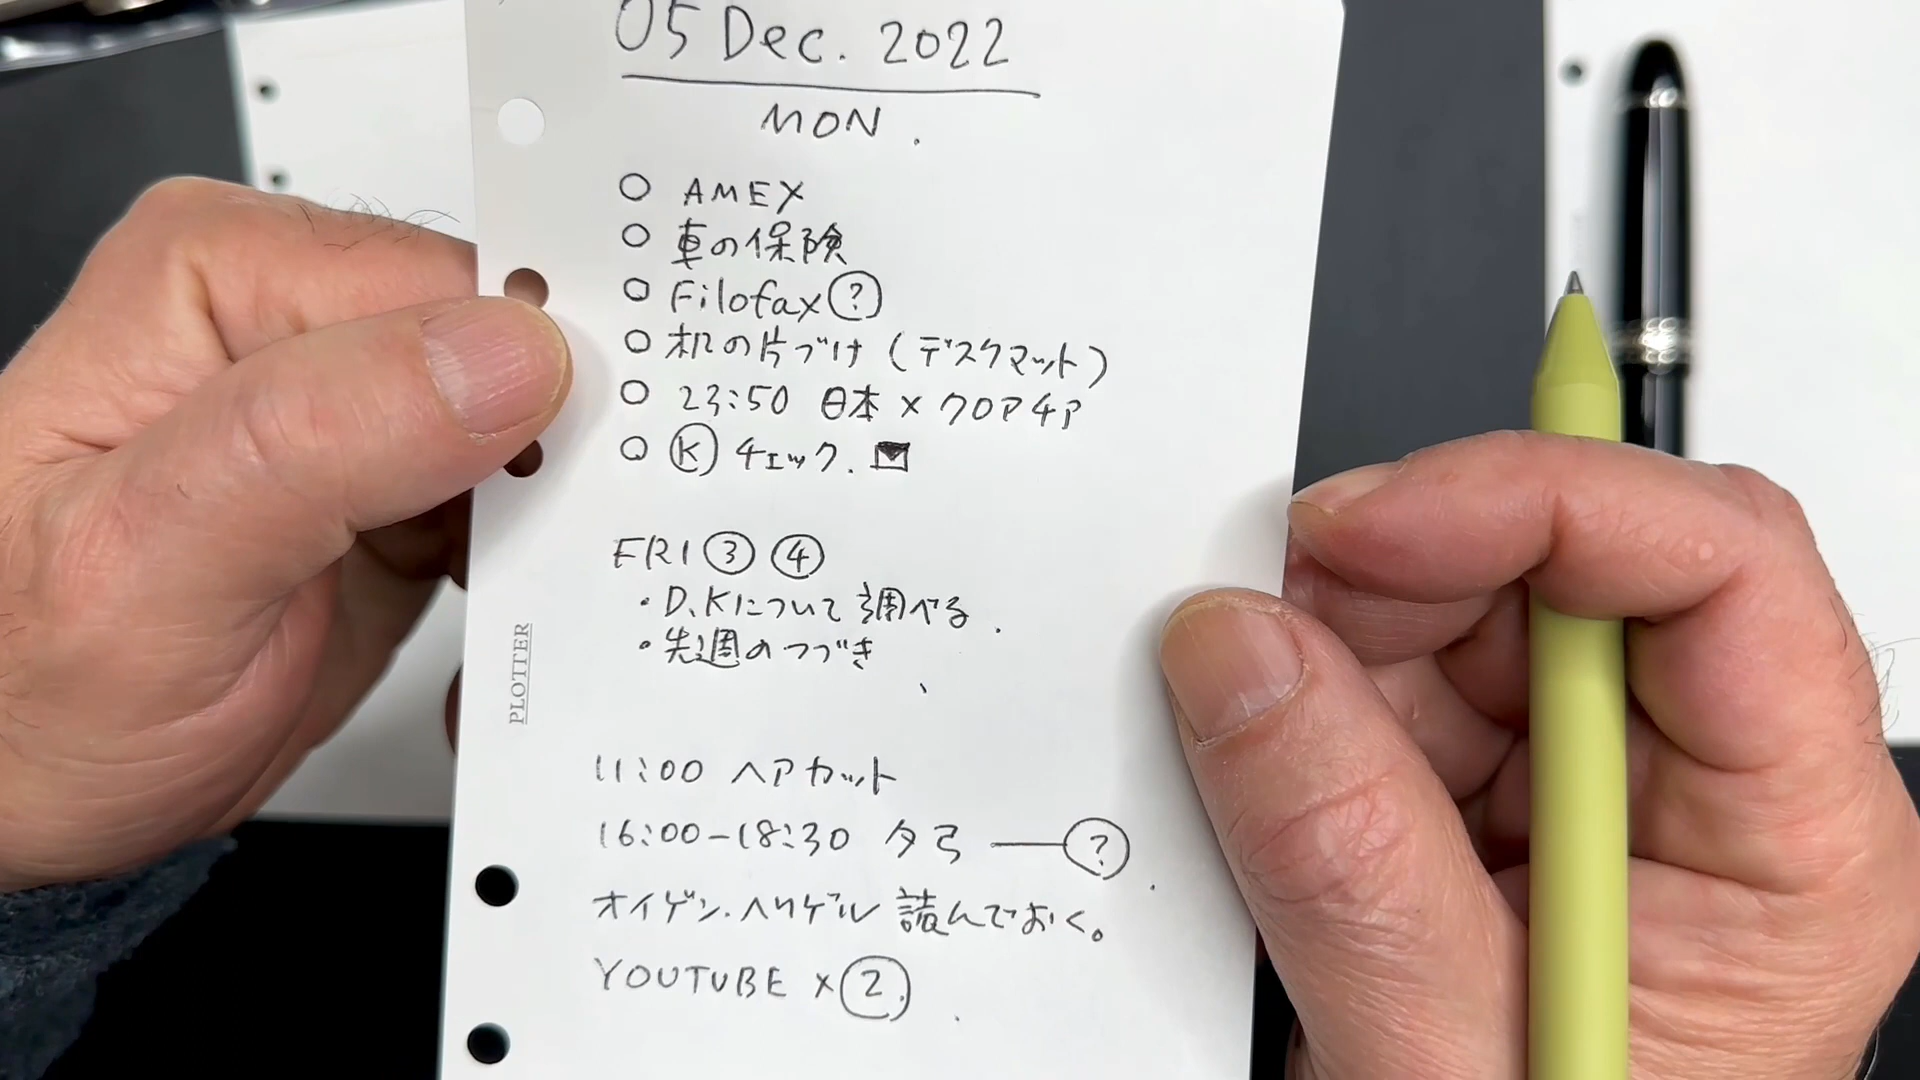 05 Dec. 2022
MON.
○ AMEX
○ 車の保険
○ Filofax ?
○ 机の片づけ (デスクマット)
○ 23:50 日本 × クロアチア
○ K チェック.
FRI ③ ④
・D、Kについて調べる.
・先週のつづき
11:00 ヘアカット
16:00-18:30 夕弓 — ?
オイゲン・ヘリゲル 読んでおく。
YOUTUBE × ②
PLOTTER